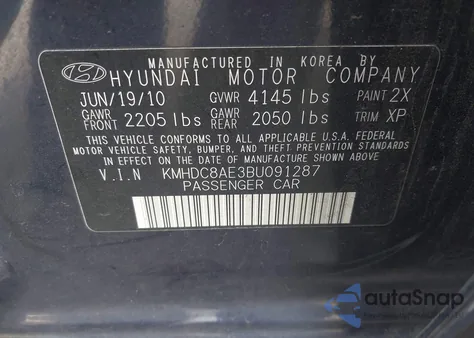 MANUFACTURED IN KOREA BY
HYUNDAI MOTOR COMPANY
JUN/19/10 GVWR 4145 lbs PAINT 2X
GAWR FRONT 2205 lbs GAWR REAR 2050 lbs TRIM XP
THIS VEHICLE CONFORMS TO ALL APPLICABLE U.S.A. FEDERAL
MOTOR VEHICLE SAFETY, BUMPER, AND THEFT PREVENTION STANDARDS
IN EFFECT ON THE DATE OF MANUFACTURE SHOWN ABOVE.
V.I.N KMHDC8AE3BU091287
PASSENGER CAR
autoSnap